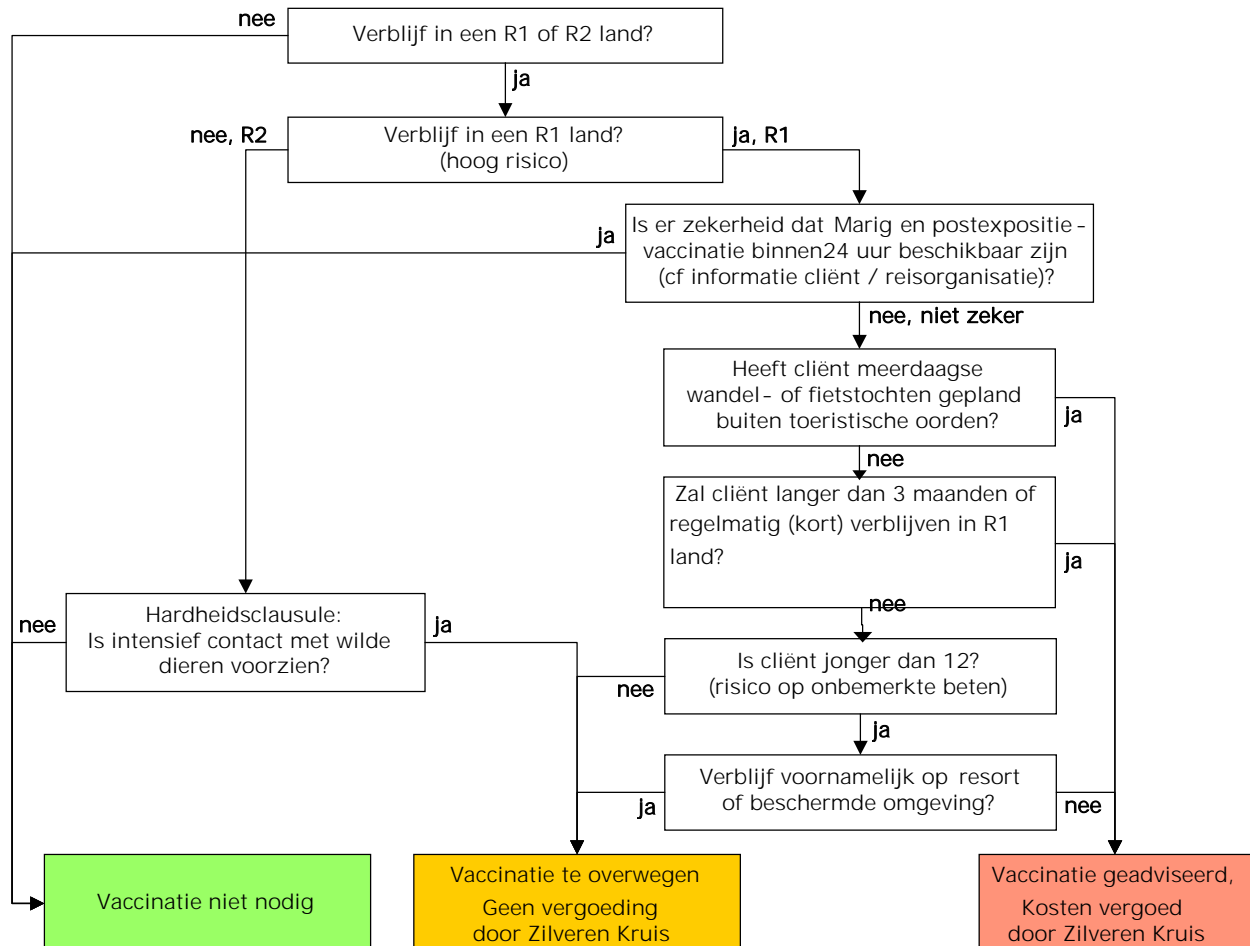 nee
Verblijf in een R1 of R2 land?
ja
nee, R2
Verblijf in een R1 land?
(hoog risico)
ja, R1
Is er zekerheid dat Marig en postexpositie-
vaccinatie binnen24 uur beschikbaar zijn
(cf informatie cliënt / reisorganisatie)?
ja
nee, niet zeker
Heeft cliënt meerdaagse
wandel- of fietstochten gepland
buiten toeristische oorden?
ja
nee
Zal cliënt langer dan 3 maanden of
regelmatig (kort) verblijven in R1
land?
ja
nee
nee
Hardheidsclausule:
Is intensief contact met wilde
dieren voorzien?
ja
Is cliënt jonger dan 12?
(risico op onbemerkte beten)
nee
ja
Verblijf voornamelijk op resort
of beschermde omgeving?
ja
nee
Vaccinatie niet nodig
Vaccinatie te overwegen
Geen vergoeding
door Zilveren Kruis
Vaccinatie geadviseerd,
Kosten vergoed
door Zilveren Kruis